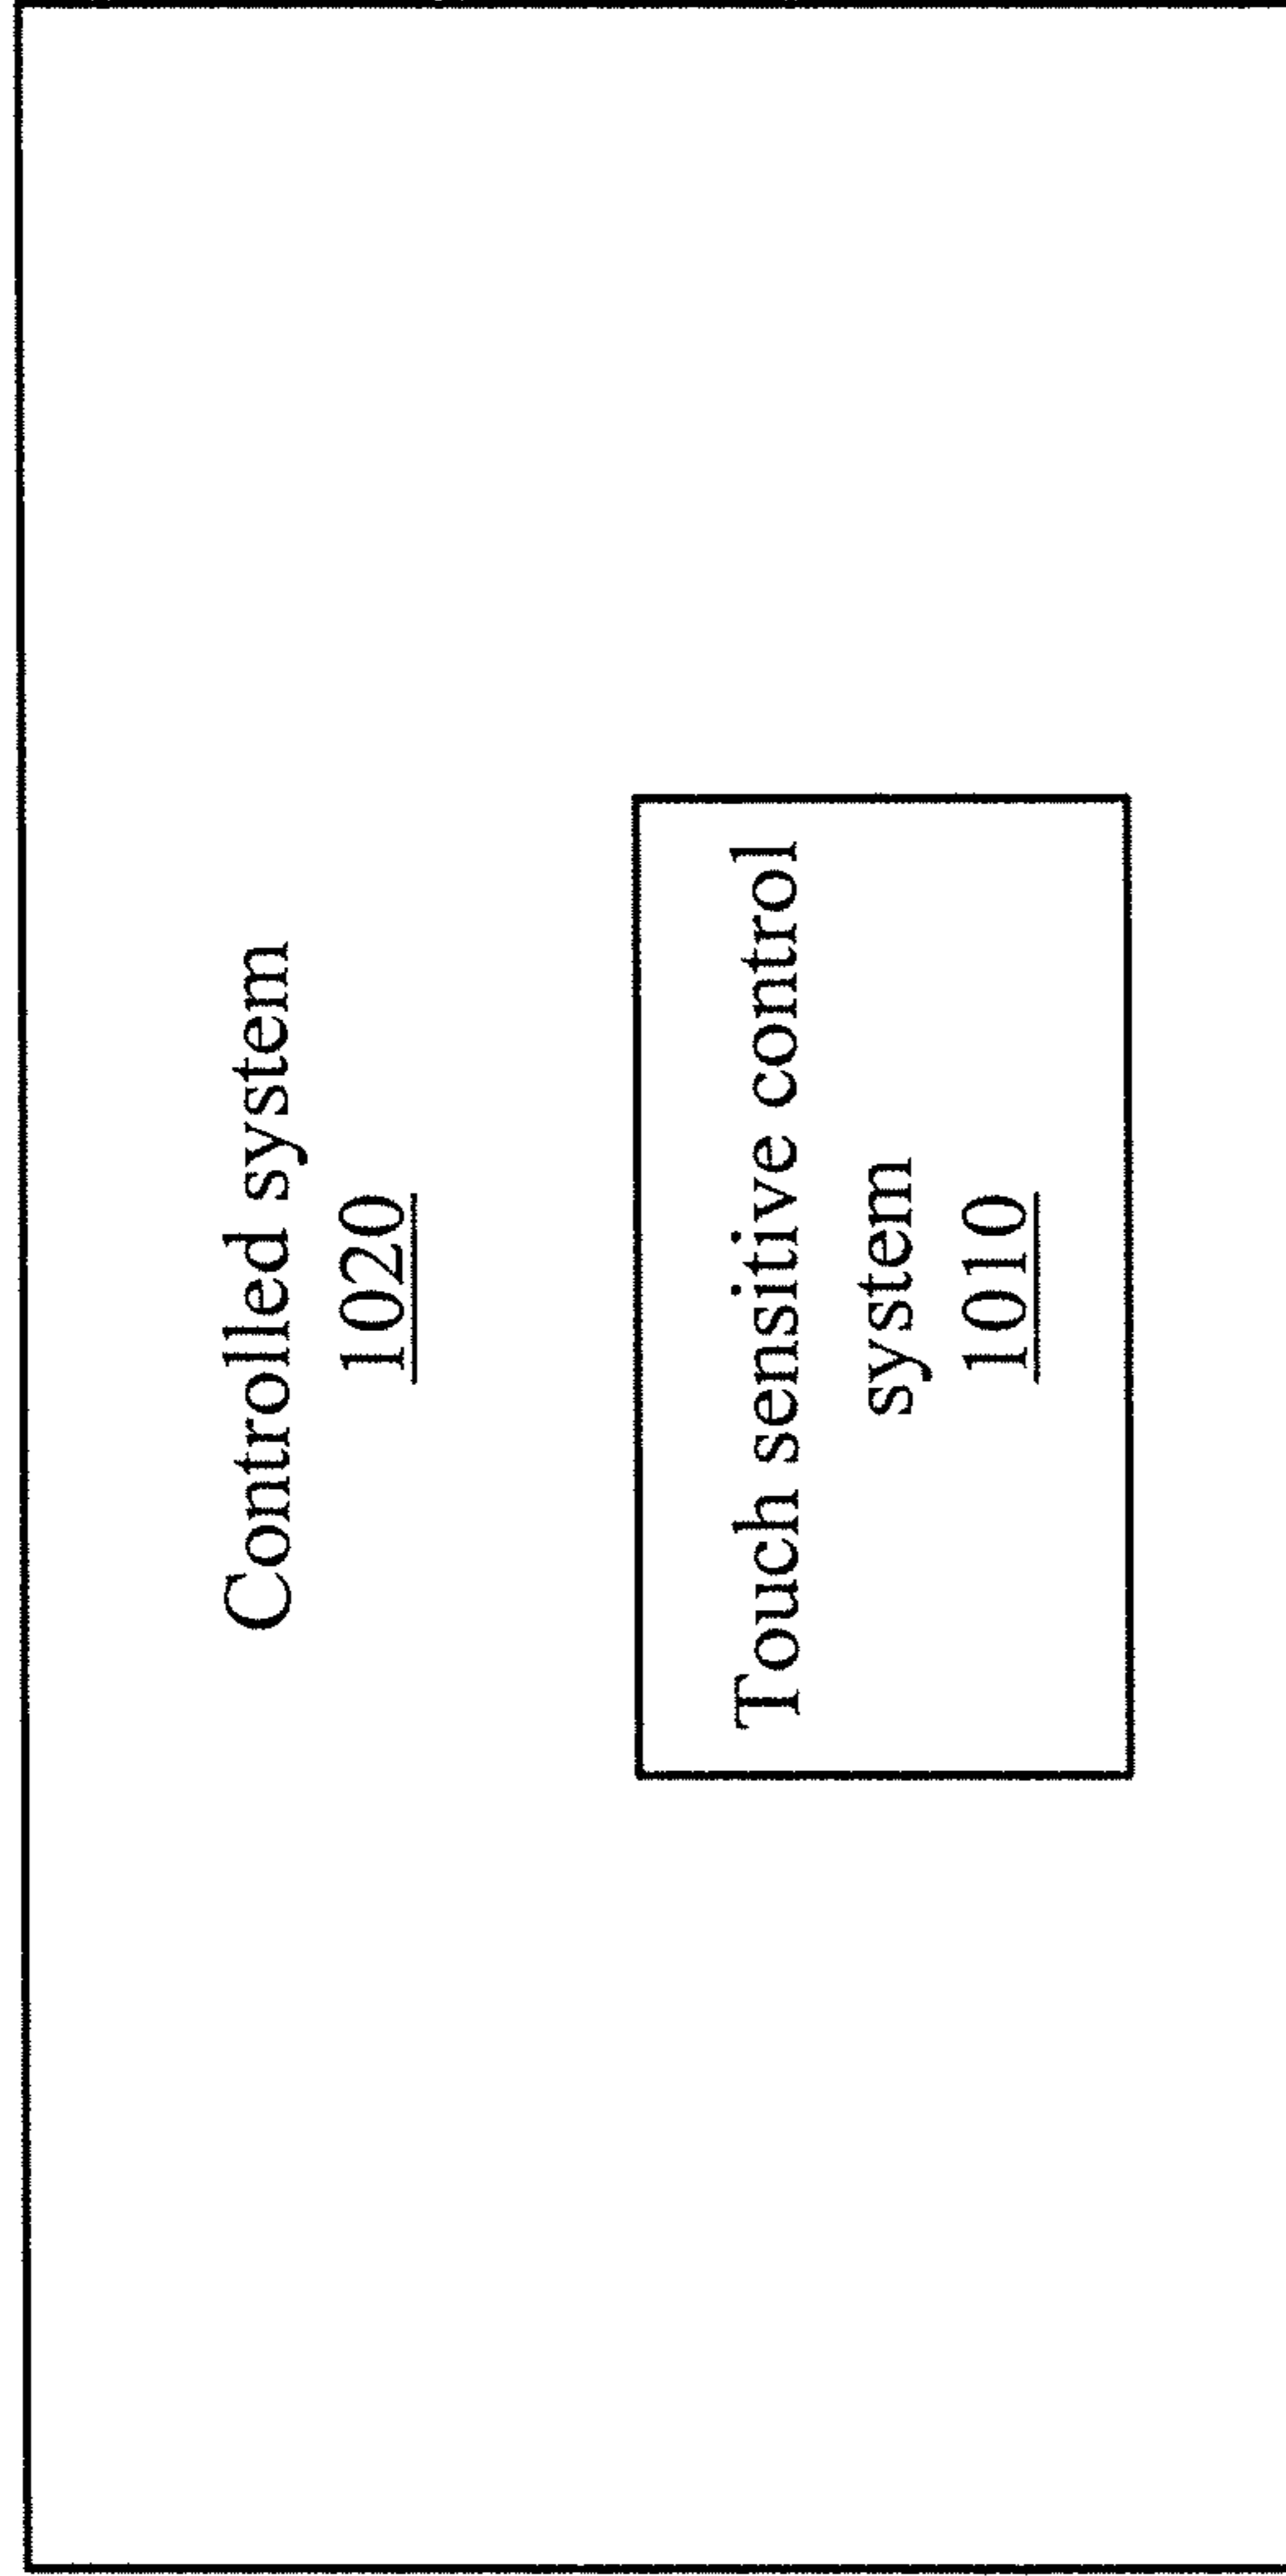 Controlled system
1020
Touch sensitive control
system
1010